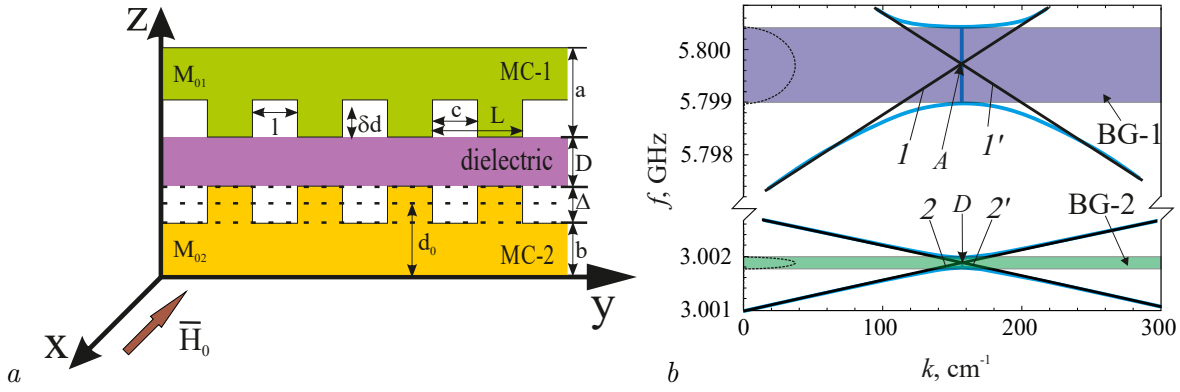 Z
M₀₁
MC-1
a
l
δd
c
L
dielectric
D
Δ
d₀
M₀₂
MC-2
b
y
X
H̅₀
a
f, GHz
5.800
5.799
5.798
3.002
3.001
1
A
1'
BG-1
2
D
2'
BG-2
0
100
200
300
k, cm⁻¹
b